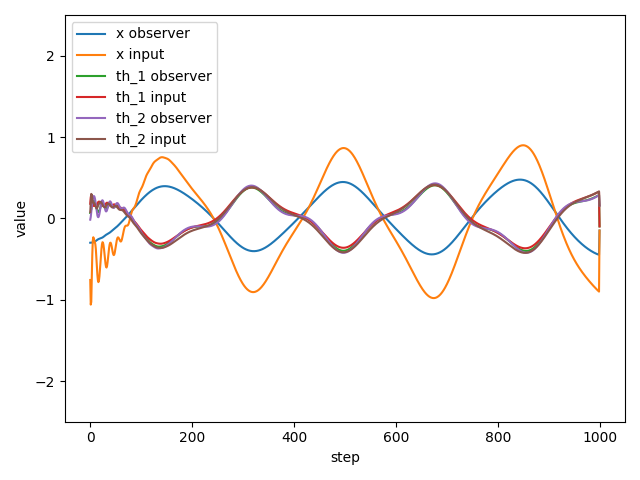 x observer
x input
th_1 observer
th_1 input
th_2 observer
th_2 input
2
1
0
−1
−2
value
0
200
400
600
800
1000
step